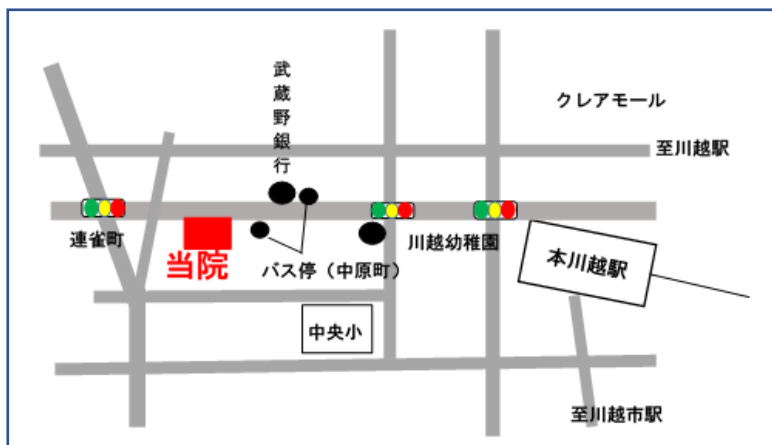 武蔵野銀行
クレアモール
至川越駅
連雀町
当院
バス停（中原町）
川越幼稚園
本川越駅
中央小
至川越市駅